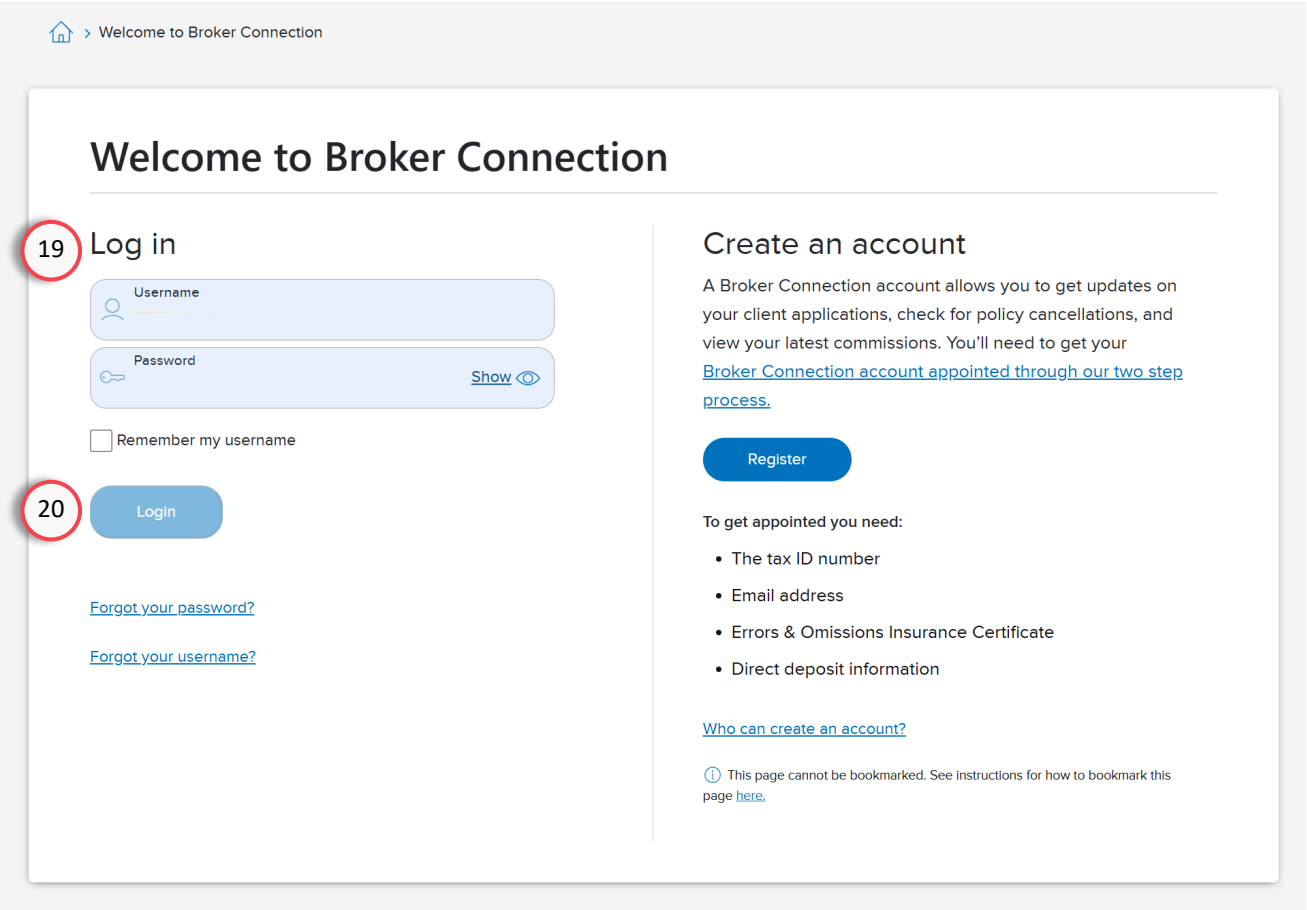 Welcome to Broker Connection
Welcome to Broker Connection
19
Log in
Username
Password
Show
Remember my username
20
Login
Forgot your password?
Forgot your username?
Create an account
A Broker Connection account allows you to get updates on
your client applications, check for policy cancellations, and
view your latest commissions. You’ll need to get your
Broker Connection account appointed through our two step
process.
Register
To get appointed you need:
• The tax ID number
• Email address
• Errors & Omissions Insurance Certificate
• Direct deposit information
Who can create an account?
This page cannot be bookmarked. See instructions for how to bookmark this
page here.